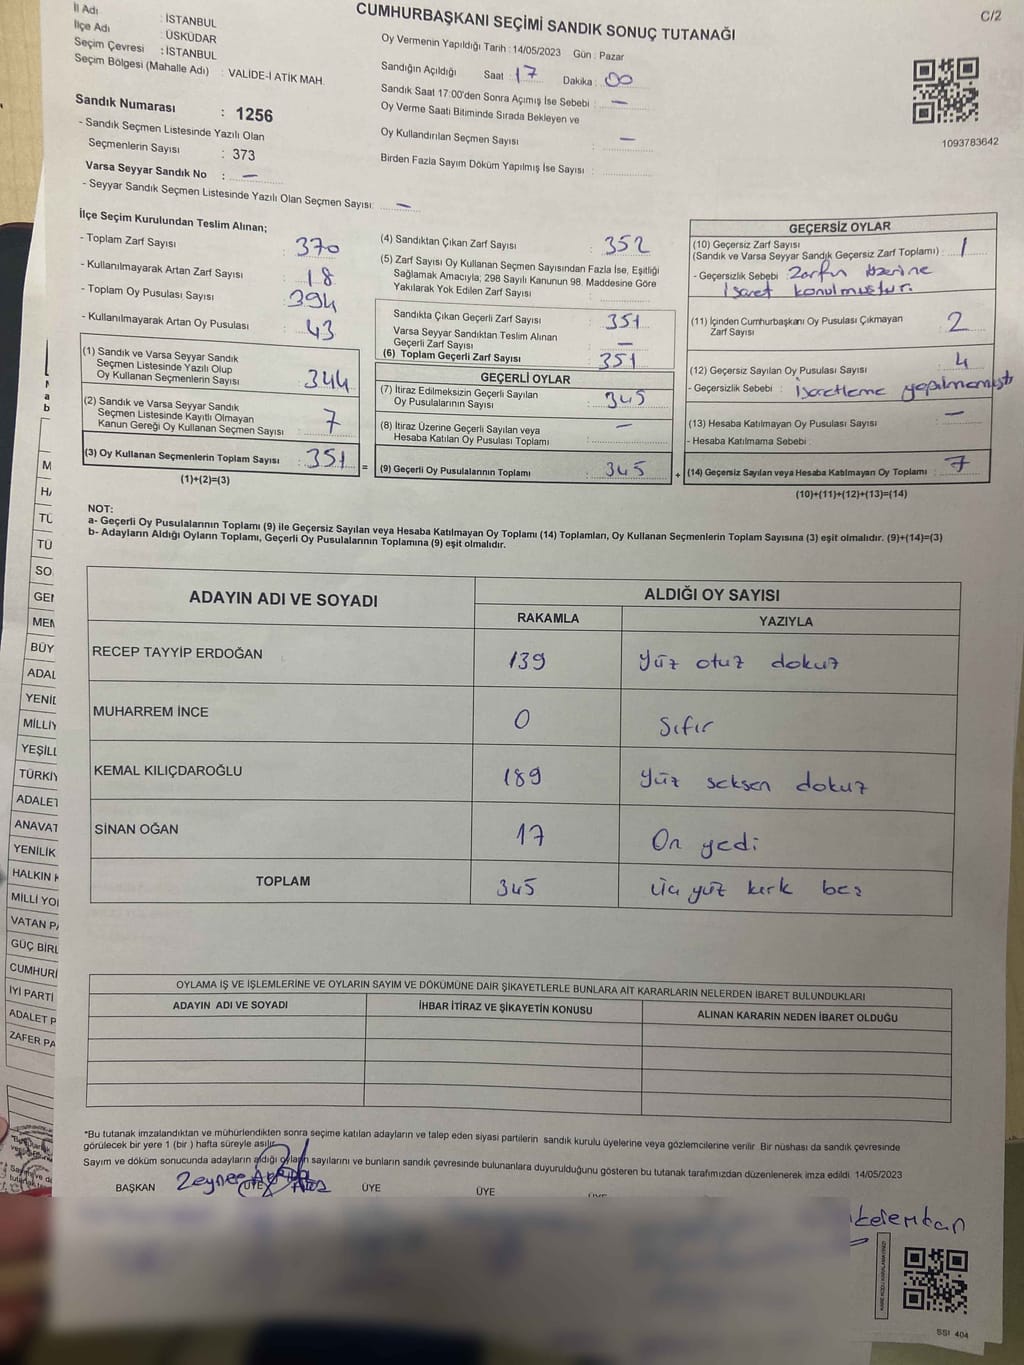 CUMHURBAŞKANI SEÇİMİ SANDIK SONUÇ TUTANAĞI
C/2
İl Adı : İSTANBUL
İlçe Adı : ÜSKÜDAR
Seçim Çevresi : İSTANBUL
Seçim Bölgesi (Mahalle Adı) : VALİDE-İ ATİK MAH.
Sandık Numarası : 1256
- Sandık Seçmen Listesinde Yazılı Olan
Seçmenlerin Sayısı : 373
Varsa Seyyar Sandık No : —
- Seyyar Sandık Seçmen Listesinde Yazılı Olan Seçmen Sayısı: —
Oy Vermenin Yapıldığı Tarih : 14/05/2023 Gün : Pazar
Sandığın Açıldığı Saat : 17 Dakika : 00
Sandık Saat 17:00'den Sonra Açımış İse Sebebi : —
Oy Verme Saati Bitiminde Sırada Bekleyen ve
Oy Kullandırılan Seçmen Sayısı : —
Birden Fazla Sayım Döküm Yapılmış İse Sayısı :
1093783642
İlçe Seçim Kurulundan Teslim Alınan;
- Toplam Zarf Sayısı : 370
- Kullanılmayarak Artan Zarf Sayısı : 18
- Toplam Oy Pusulası Sayısı : 394
- Kullanılmayarak Artan Oy Pusulası : 43
(1) Sandık ve Varsa Seyyar Sandık
Seçmen Listesinde Yazılı Olup
Oy Kullanan Seçmenlerin Sayısı : 344
(2) Sandık ve Varsa Seyyar Sandık
Seçmen Listesinde Kayıtlı Olmayan
Kanun Gereği Oy Kullanan Seçmen Sayısı : 7
(3) Oy Kullanan Seçmenlerin Toplam Sayısı : 351
(1)+(2)=(3)
(4) Sandıktan Çıkan Zarf Sayısı : 352
(5) Zarf Sayısı Oy Kullanan Seçmen Sayısından Fazla İse, Eşitliği
Sağlamak Amacıyla; 298 Sayılı Kanunun 98. Maddesine Göre
Yakılarak Yok Edilen Zarf Sayısı :
Sandıkta Çıkan Geçerli Zarf Sayısı : 351
Varsa Seyyar Sandıktan Teslim Alınan
Geçerli Zarf Sayısı : —
(6) Toplam Geçerli Zarf Sayısı : 351
GEÇERLİ OYLAR
(7) İtiraz Edilmeksizin Geçerli Sayılan
Oy Pusulalarının Sayısı : 345
(8) İtiraz Üzerine Geçerli Sayılan veya
Hesaba Katılan Oy Pusulası Toplamı : —
= (9) Geçerli Oy Pusulalarının Toplamı : 345
GEÇERSİZ OYLAR
(10) Geçersiz Zarf Sayısı
(Sandık ve Varsa Seyyar Sandık Geçersiz Zarf Toplamı) : 1
- Geçersizlik Sebebi : Zarfın üzerine
işaret konulmuştur.
(11) İçinden Cumhurbaşkanı Oy Pusulası Çıkmayan
Zarf Sayısı : 2
(12) Geçersiz Sayılan Oy Pusulası Sayısı : 4
- Geçersizlik Sebebi : işaretleme yapılmamıştır
(13) Hesaba Katılmayan Oy Pusulası Sayısı : —
- Hesaba Katılmama Sebebi :
+ (14) Geçersiz Sayılan veya Hesaba Katılmayan Oy Toplamı : 7
(10)+(11)+(12)+(13)=(14)
NOT:
a- Geçerli Oy Pusulalarının Toplamı (9) ile Geçersiz Sayılan veya Hesaba Katılmayan Oy Toplamı (14) Toplamları, Oy Kullanan Seçmenlerin Toplam Sayısına (3) eşit olmalıdır. (9)+(14)=(3)
b- Adayların Aldığı Oyların Toplamı, Geçerli Oy Pusulalarının Toplamına (9) eşit olmalıdır.
ADAYIN ADI VE SOYADI
ALDIĞI OY SAYISI
RAKAMLA YAZIYLA
RECEP TAYYİP ERDOĞAN 139 Yüz otuz dokuz
MUHARREM İNCE 0 Sıfır
KEMAL KILIÇDAROĞLU 189 Yüz seksen dokuz
SİNAN OĞAN 17 On yedi
TOPLAM 345 üç yüz kırk beş
OYLAMA İŞ VE İŞLEMLERİNE VE OYLARIN SAYIM VE DÖKÜMÜNE DAİR ŞİKAYETLERLE BUNLARA AİT KARARLARIN NELERDEN İBARET BULUNDUKLARI
ADAYIN ADI VE SOYADI
İHBAR İTİRAZ VE ŞİKAYETİN KONUSU
ALINAN KARARIN NEDEN İBARET OLDUĞU
*Bu tutanak imzalandıktan ve mühürlendikten sonra seçime katılan adayların ve talep eden siyasi partilerin sandık kurulu üyelerine veya gözlemcilerine verilir. Bir nüshası da sandık çevresinde
görülecek bir yere 1 (bir ) hafta süreyle asılır.
Sayım ve döküm sonucunda adayların aldığı oyların sayılarını ve bunların sandık çevresinde bulunanlara duyurulduğunu gösteren bu tutanak tarafımızdan düzenlenerek imza edildi. 14/05/2023
BAŞKAN Zeynep ÜYE ÜYE ÜYE
SSI 404
M
HA
TÜ
TÜ
SO
GEI
MEN
BÜY
ADAL
YENİD
MİLLİY
YEŞİLL
TÜRKİY
ADALET
ANAVAT
YENİLİK
HALKIN K
MİLLİ YOL
VATAN PA
GÜÇ BİRL
CUMHURİ
İYİ PARTİ
ADALET P
ZAFER PA